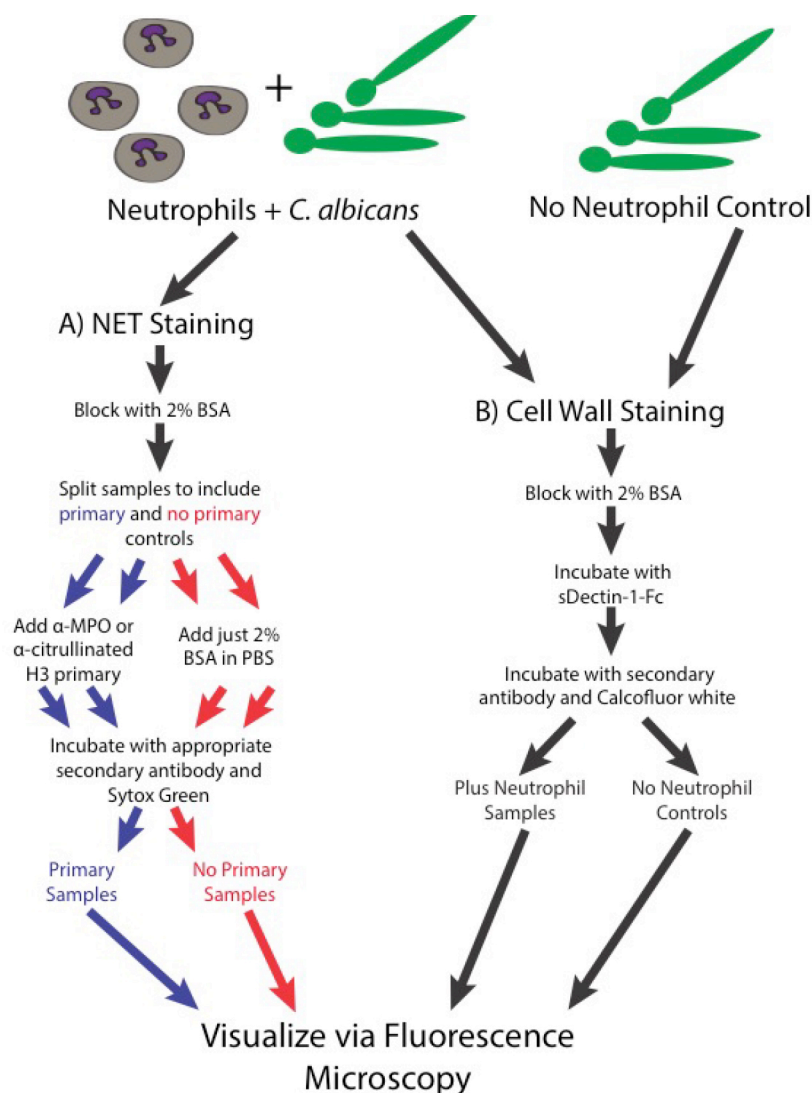 +
Neutrophils + C. albicans
No Neutrophil Control
A) NET Staining
Block with 2% BSA
Split samples to include
primary and no primary
controls
Add α-MPO or
α-citrullinated
H3 primary
Add just 2%
BSA in PBS
Incubate with appropriate
secondary antibody and
Sytox Green
Primary
Samples
No Primary
Samples
B) Cell Wall Staining
Block with 2% BSA
Incubate with
sDectin-1-Fc
Incubate with secondary
antibody and Calcofluor white
Plus Neutrophil
Samples
No Neutrophil
Controls
Visualize via Fluorescence
Microscopy